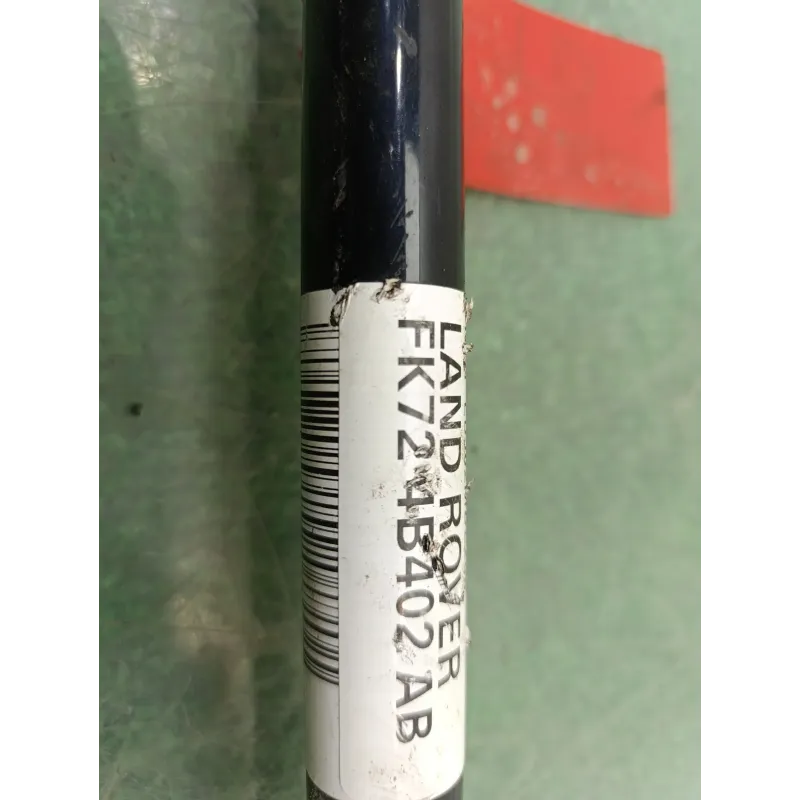 LAND ROVER
FK72 4B402 AB